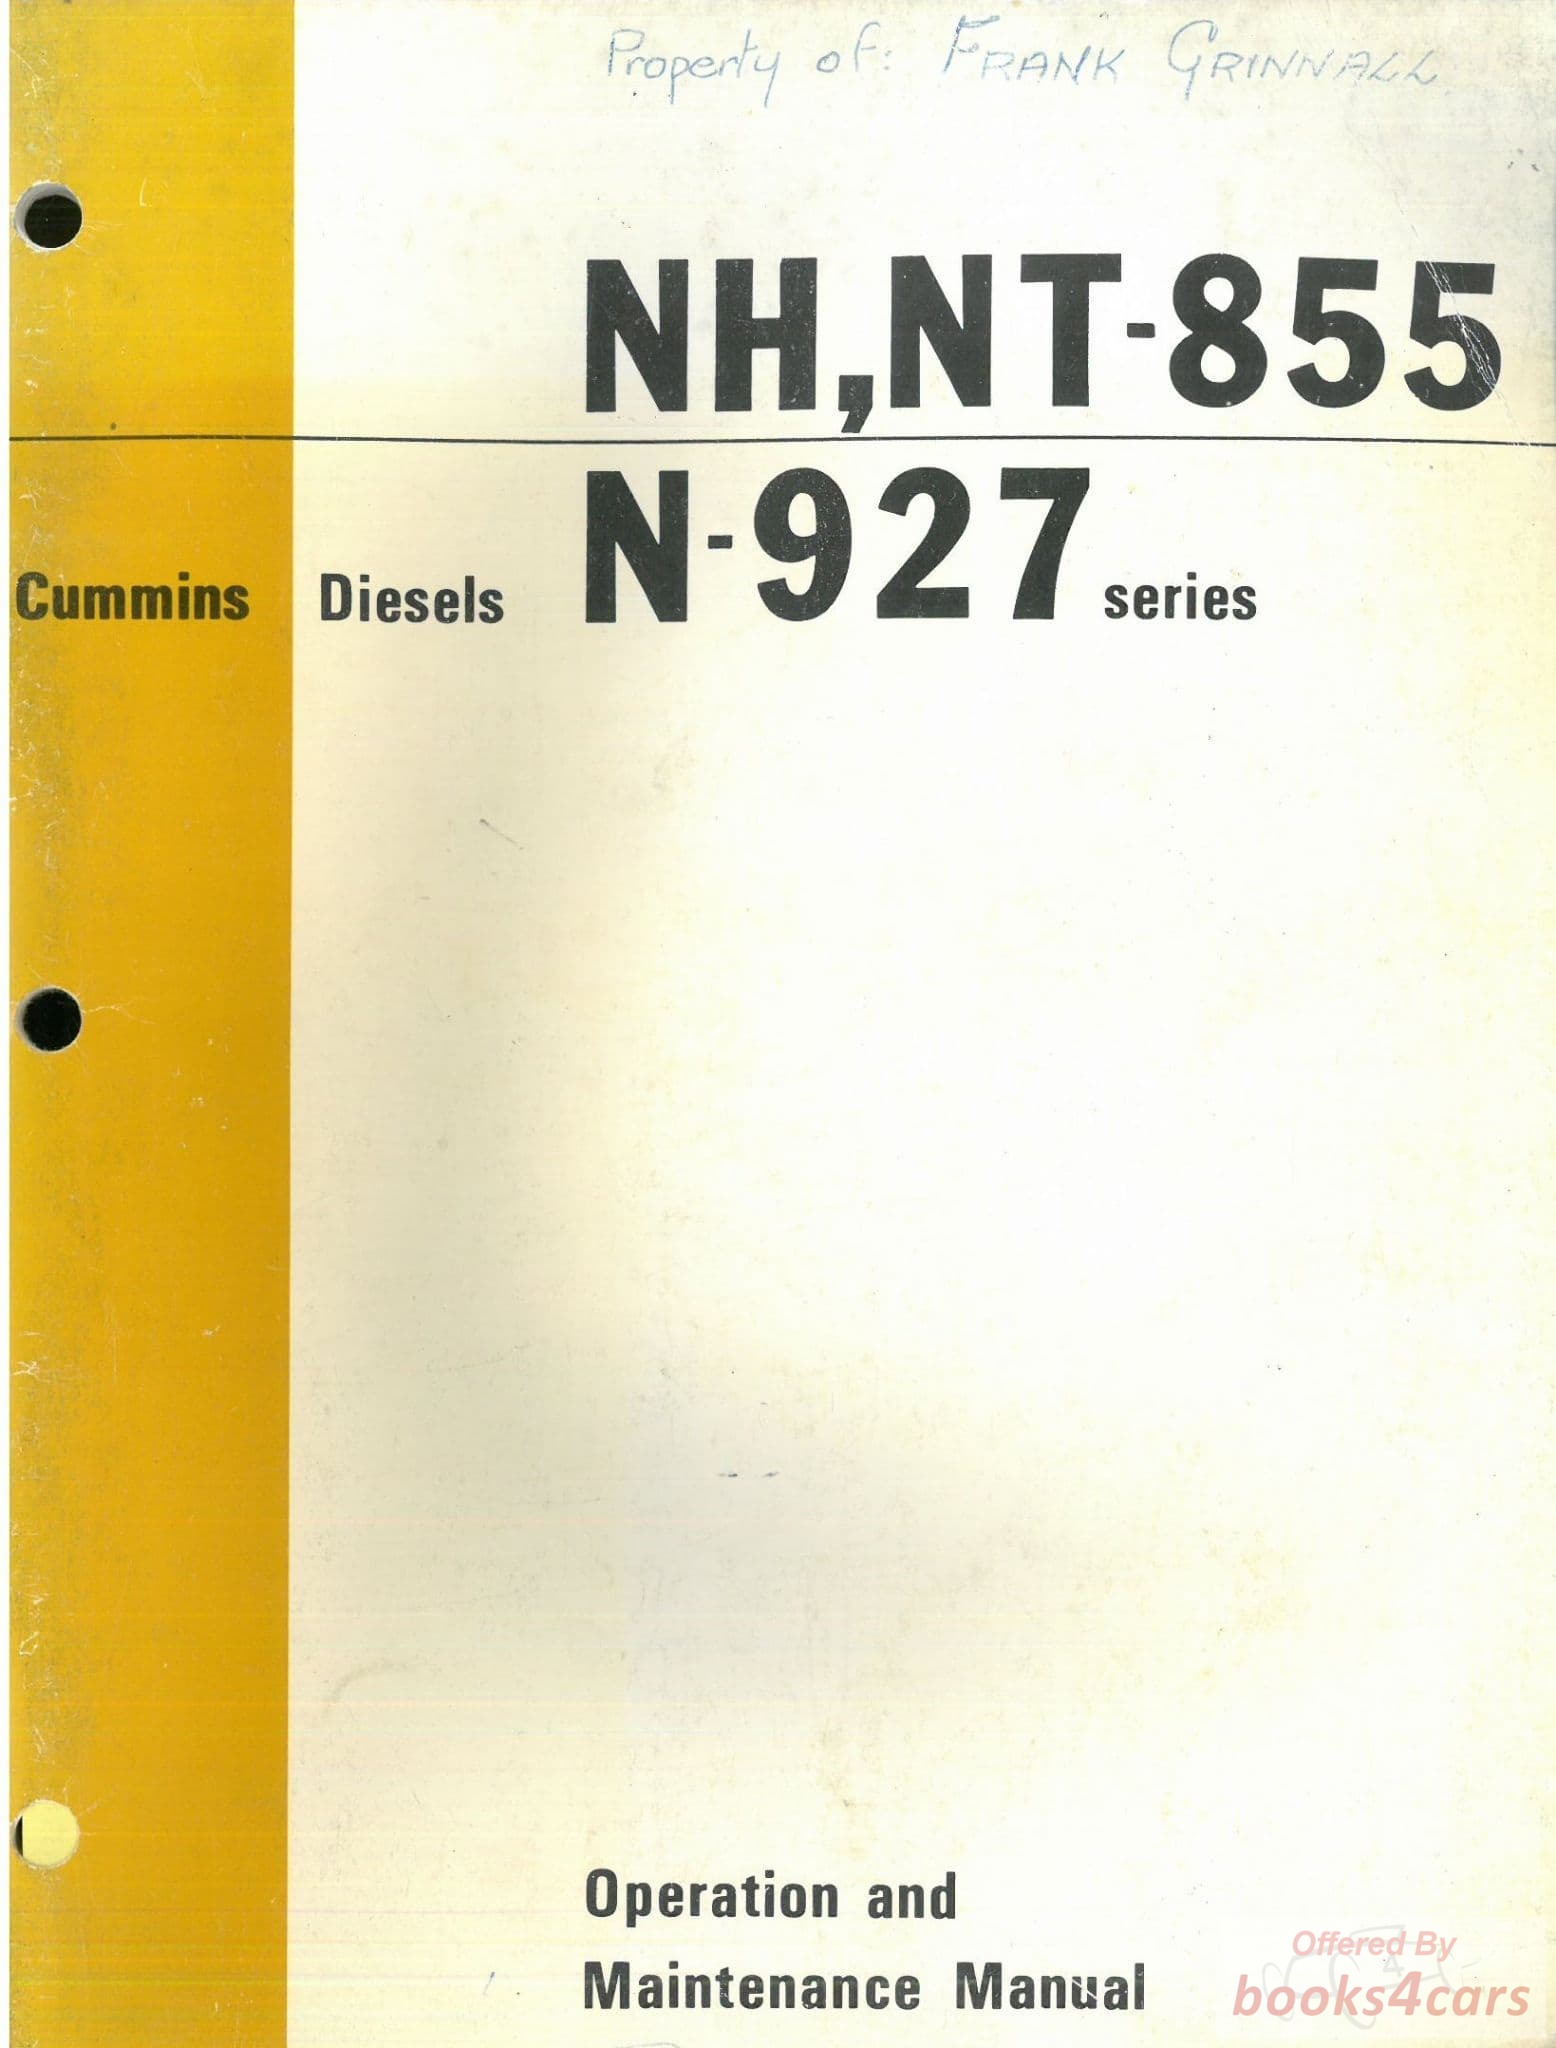 Property of: FRANK GRINNALL
NH,NT-855
Cummins Diesels N-927 series
Operation and
Maintenance Manual
Offered By
books4cars